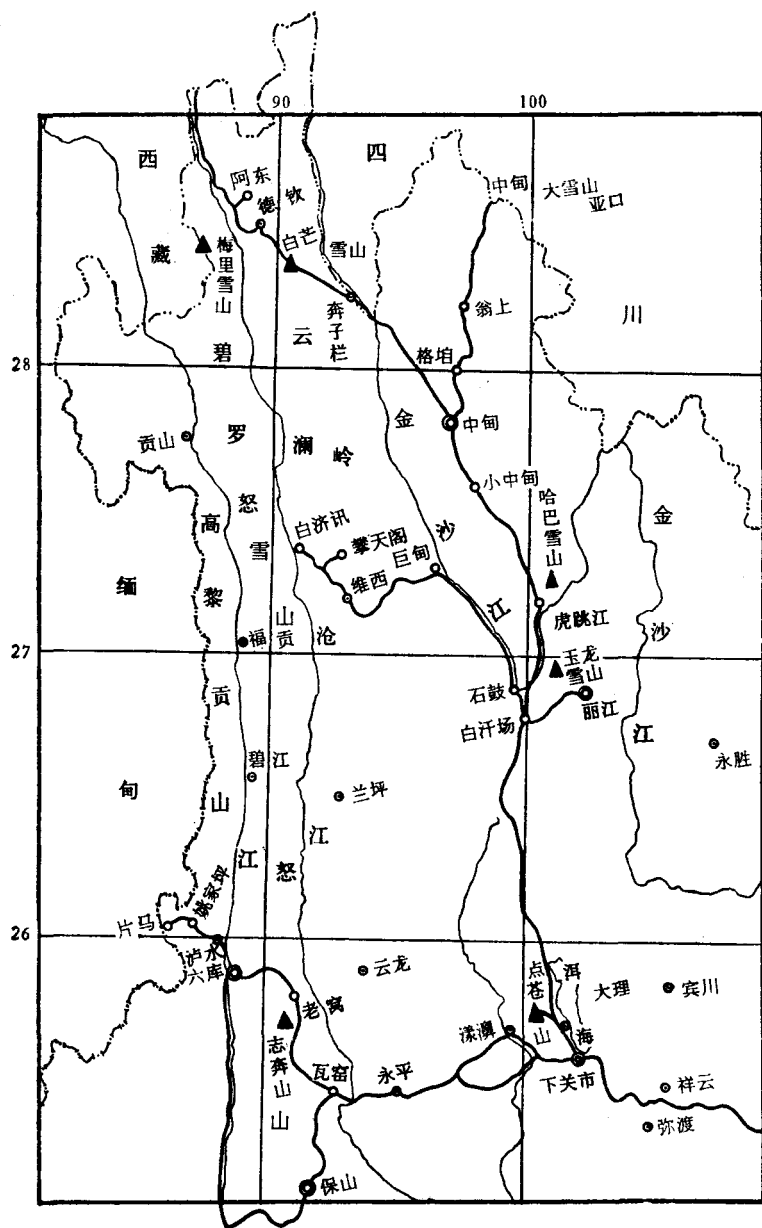 90
100
西
藏
四
川
阿东
德钦
白芒
雪山
梅里雪山
中甸
大雪山
亚口
奔子栏
翁上
云
岭
碧
罗
雪
山
28
中甸
金
沙
江
贡山
澜
沧
江
小中甸
怒
江
哈巴雪山
金
沙
江
白济讯
攀天阁
巨甸
维西
高
黎
贡
山
缅
甸
虎跳江
27
福贡
玉龙
雪山
石鼓
丽江
白汗场
永胜
碧江
兰坪
怒
山
姚家坪
片马
26
泸水
六库
云龙
点
苍
山
洱
海
大理
宾川
老窝
志奔山
漾濞
瓦窑
永平
下关市
祥云
弥渡
保山